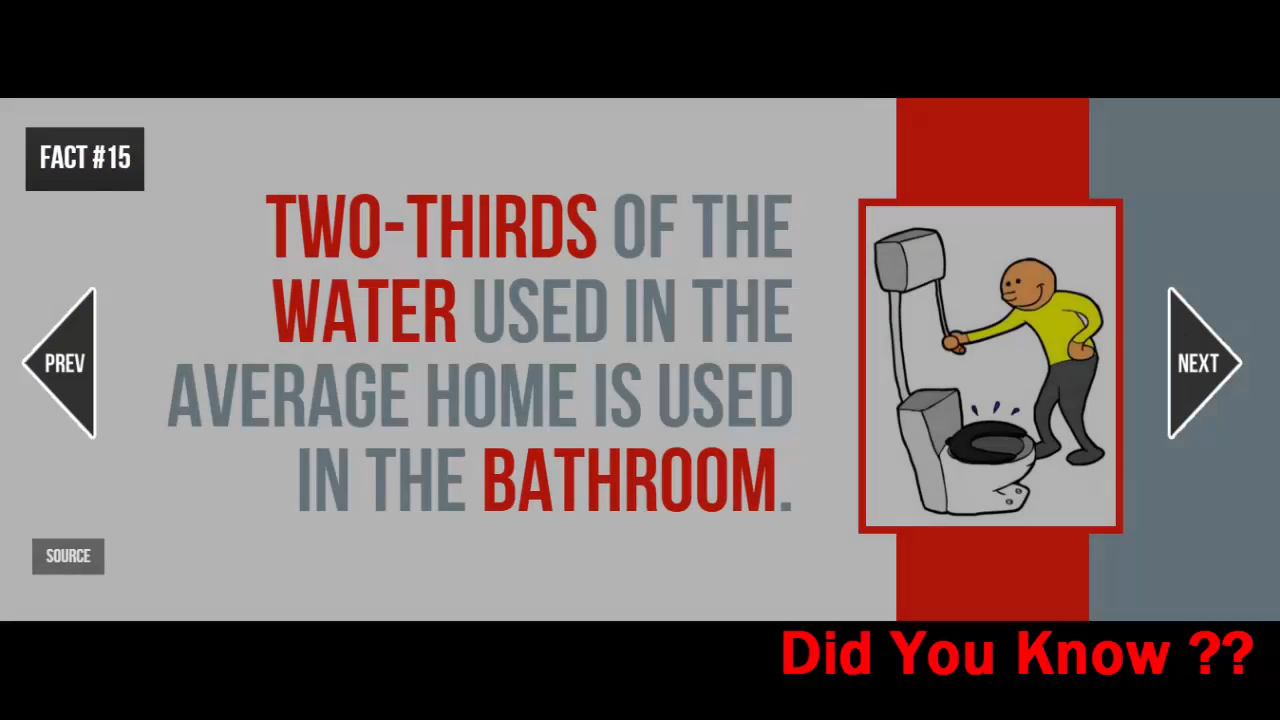 FACT #15
TWO-THIRDS OF THE
WATER USED IN THE
AVERAGE HOME IS USED
IN THE BATHROOM.
PREV
NEXT
SOURCE
Did You Know ??